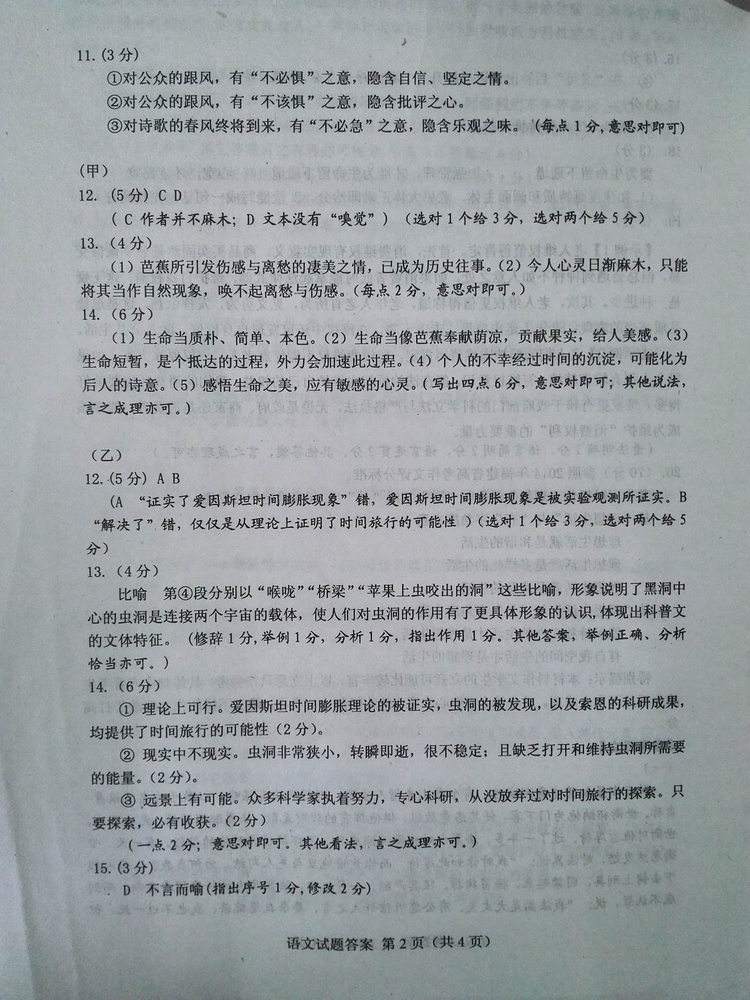 11. (3 分)
①对公众的跟风，有“不必惧”之意，隐含自信、坚定之情。
②对公众的跟风，有“不该惧”之意，隐含批评之心。
③对诗歌的春风终将到来，有“不必急”之意，隐含乐观之味。 (每点 1 分, 意思对即可)
(甲）
12. (5 分) C D
( C 作者并不麻木；D 文本没有“嗅觉”）（选对 1 个给 3 分，选对两个给 5 分）
13. （4 分）
（1）芭蕉所引发伤感与离愁的凄美之情，已成为历史往事。（2）今人心灵日渐麻木，只能
将其当作自然现象，唤不起离愁与伤感。（每点 2 分，意思对即可。）
14. （6 分）
（1）生命当质朴、简单、本色。（2）生命当像芭蕉奉献荫凉，贡献果实，给人美感。（3）
生命短暂，是个抵达的过程，外力会加速此过程。（4）个人的不幸经过时间的沉淀，可能化为
后人的诗意。（5）感悟生命之美，应有敏感的心灵。（写出四点 6 分，意思对即可；其他说法，
言之成理亦可。）
（乙）
12. (5 分) A B
(A “证实了爱因斯坦时间膨胀现象”错，爱因斯坦时间膨胀现象是被实验观测所证实。B
“解决了”错，仅仅是从理论上证明了时间旅行的可能性 ）（选对 1 个给 3 分，选对两个给 5
分）
13. （4 分）
比喻 第④段分别以“喉咙”“桥梁”“苹果上虫咬出的洞”这些比喻，形象说明了黑洞中
心的虫洞是连接两个宇宙的载体，使人们对虫洞的作用有了更具体形象的认识, 体现出科普文
的文体特征。 (修辞 1 分, 举例 1 分，分析 1 分，指出作用 1 分。其他答案，举例正确、分析
恰当亦可。）
14. （6 分）
① 理论上可行。爱因斯坦时间膨胀理论的被证实，虫洞的被发现，以及索恩的科研成果，
均提供了时间旅行的可能性（2 分）。
② 现实中不现实。虫洞非常狭小，转瞬即逝，很不稳定；且缺乏打开和维持虫洞所需要
的能量。（2 分）。
③ 远景上有可能。众多科学家执着努力，专心科研，从没放弃过对时间旅行的探索。只
要探索，必有收获。（2 分）
(一点 2 分；意思对即可。其他看法，言之成理亦可。）
15. (3 分)
D 不言而喻(指出序号 1 分, 修改 2 分)
语文试题答案 第 2 页（共 4 页）